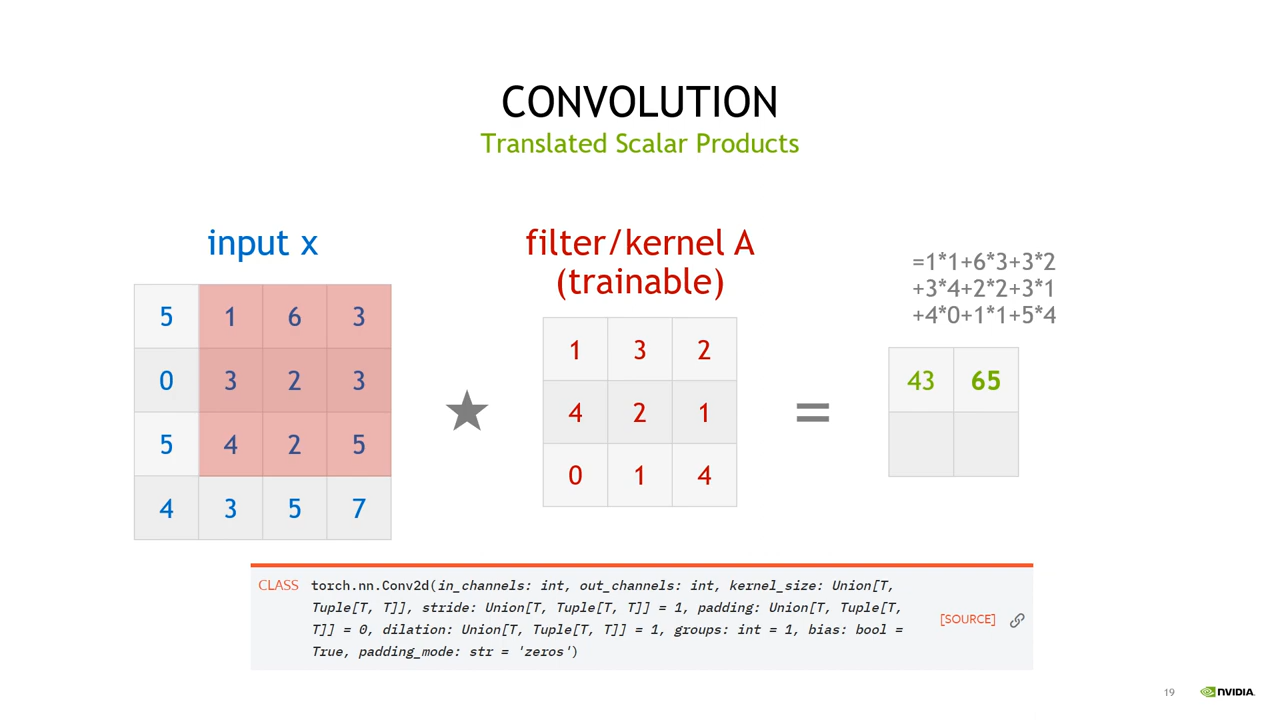 CONVOLUTION
Translated Scalar Products
input x
filter/kernel A
(trainable)
=1*1+6*3+3*2
+3*4+2*2+3*1
+4*0+1*1+5*4
5 1 6 3
0 3 2 3
5 4 2 5
4 3 5 7
★
1 3 2
4 2 1
0 1 4
=
43 65
CLASS torch.nn.Conv2d(in_channels: int, out_channels: int, kernel_size: Union[T,
Tuple[T, T]], stride: Union[T, Tuple[T, T]] = 1, padding: Union[T, Tuple[T,
T]] = 0, dilation: Union[T, Tuple[T, T]] = 1, groups: int = 1, bias: bool =
True, padding_mode: str = 'zeros')
[SOURCE]
19
NVIDIA.